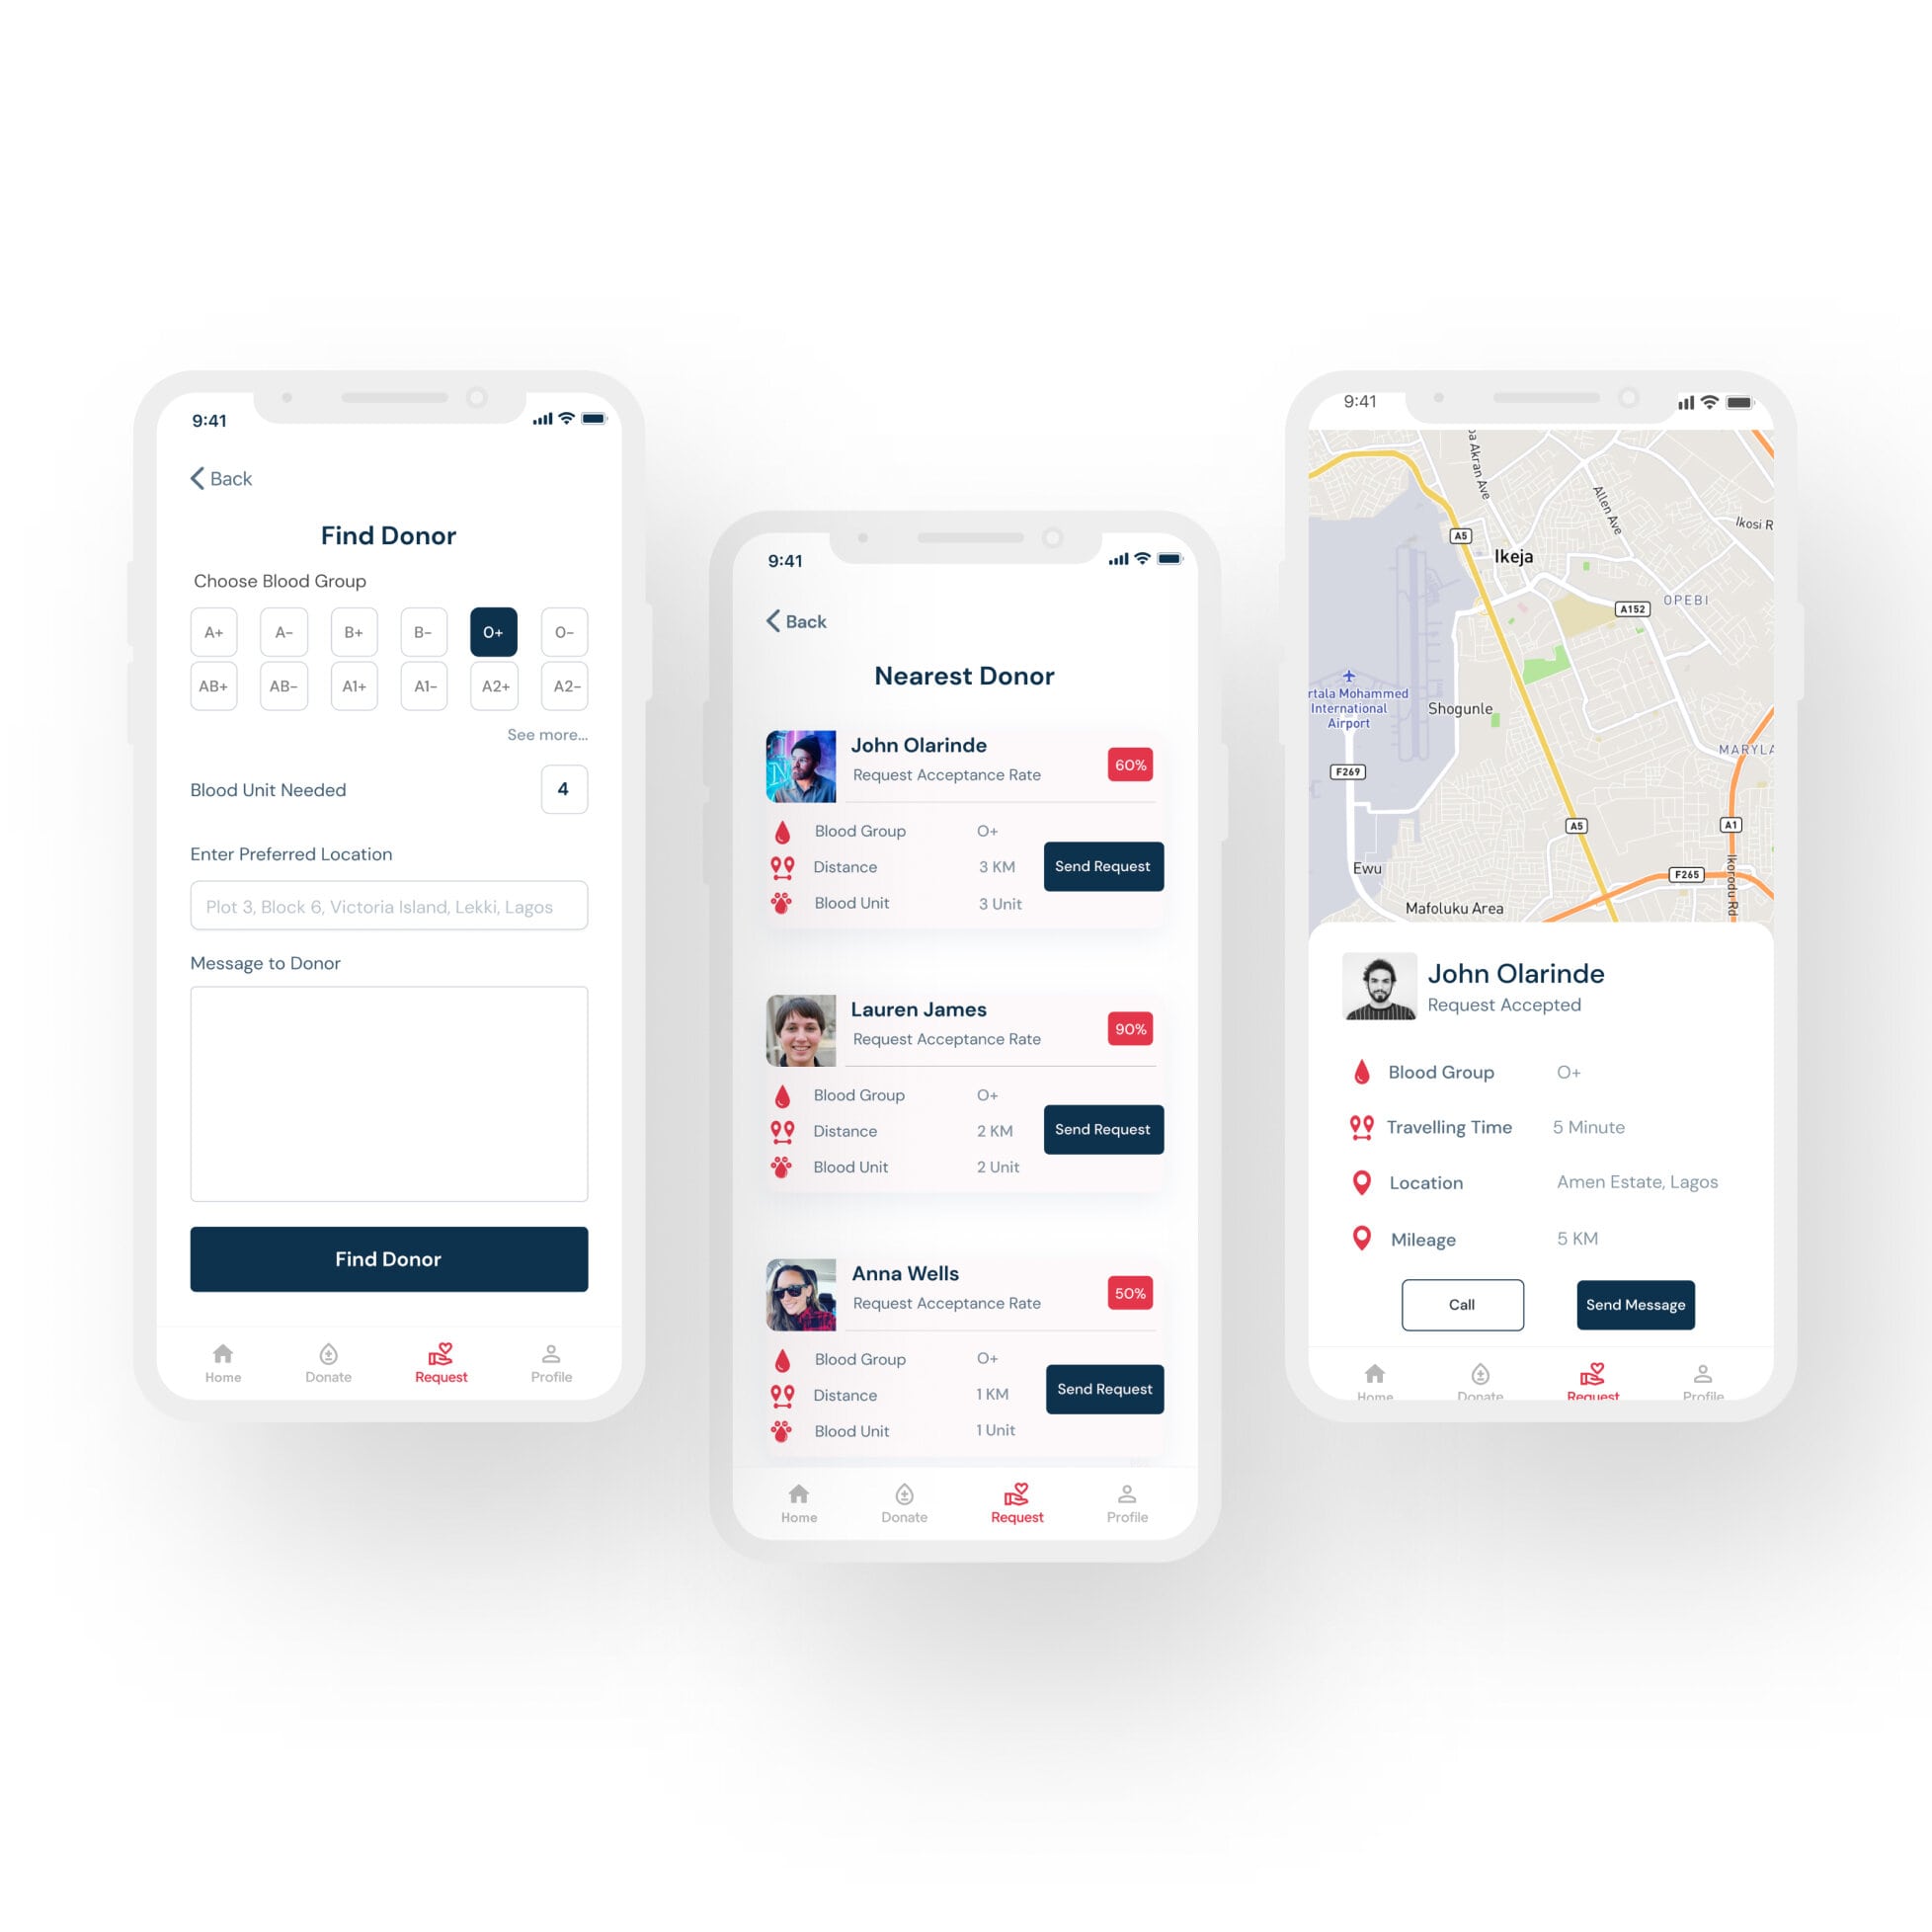 9:41
Back
Find Donor
Choose Blood Group
A+ A- B+ B- O+ O-
AB+ AB- A1+ A1- A2+ A2-
See more...
Blood Unit Needed 4
Enter Preferred Location
Plot 3, Block 6, Victoria Island, Lekki, Lagos
Message to Donor
Find Donor
Home Donate Request Profile
9:41
Back
Nearest Donor
John Olarinde
Request Acceptance Rate 60%
Blood Group O+
Distance 3 KM
Send Request
Blood Unit 3 Unit
Lauren James
Request Acceptance Rate 90%
Blood Group O+
Distance 2 KM
Send Request
Blood Unit 2 Unit
Anna Wells
Request Acceptance Rate 50%
Blood Group O+
Distance 1 KM
Send Request
Blood Unit 1 Unit
Home Donate Request Profile
9:41
ba Akran Ave
Allen Ave
Ikosi R
A5
Ikeja
A152
OPEBI
rtala Mohammed
International
Airport
Shogunle
MARYLA
F269
A5
A1
Ewu
F265
Ikorodu Rd
Mafoluku Area
John Olarinde
Request Accepted
Blood Group O+
Travelling Time 5 Minute
Location Amen Estate, Lagos
Mileage 5 KM
Call Send Message
Home Donate Request Profile